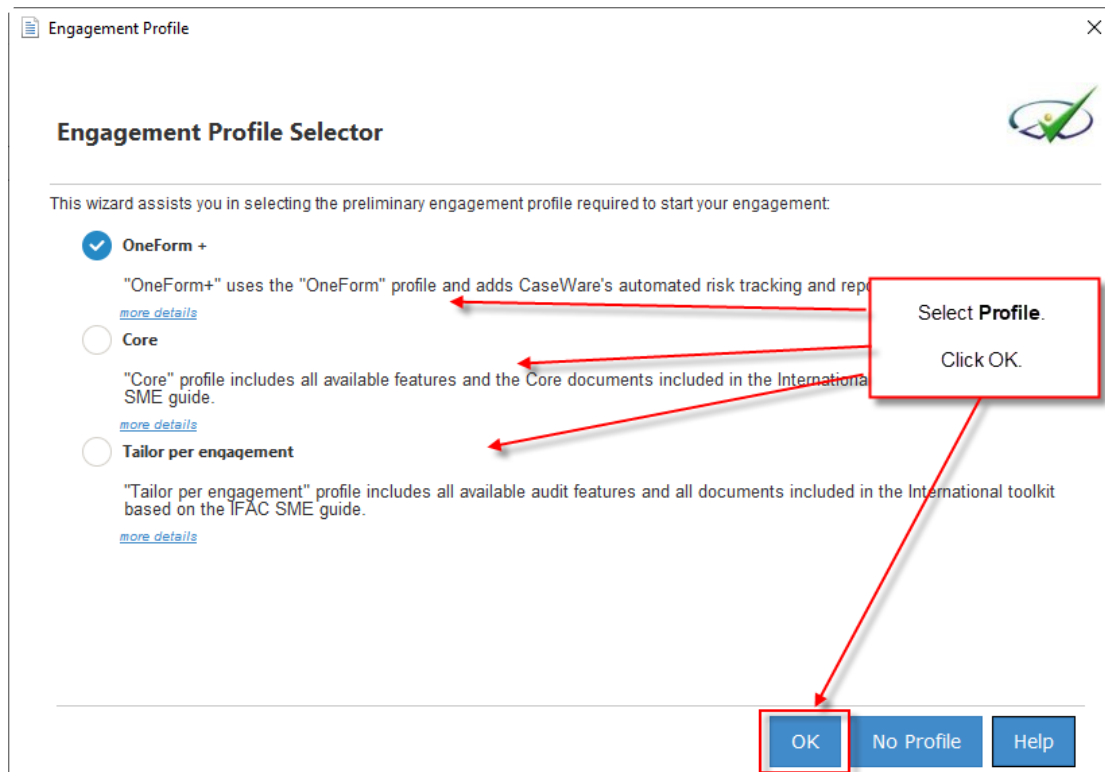 Engagement Profile
Engagement Profile Selector
This wizard assists you in selecting the preliminary engagement profile required to start your engagement:
OneForm +
"OneForm+" uses the "OneForm" profile and adds CaseWare's automated risk tracking and repo
more details
Core
"Core" profile includes all available features and the Core documents included in the Internationa
SME guide.
more details
Tailor per engagement
"Tailor per engagement" profile includes all available audit features and all documents included in the International toolkit
based on the IFAC SME guide.
more details
Select Profile.
Click OK.
OK
No Profile
Help